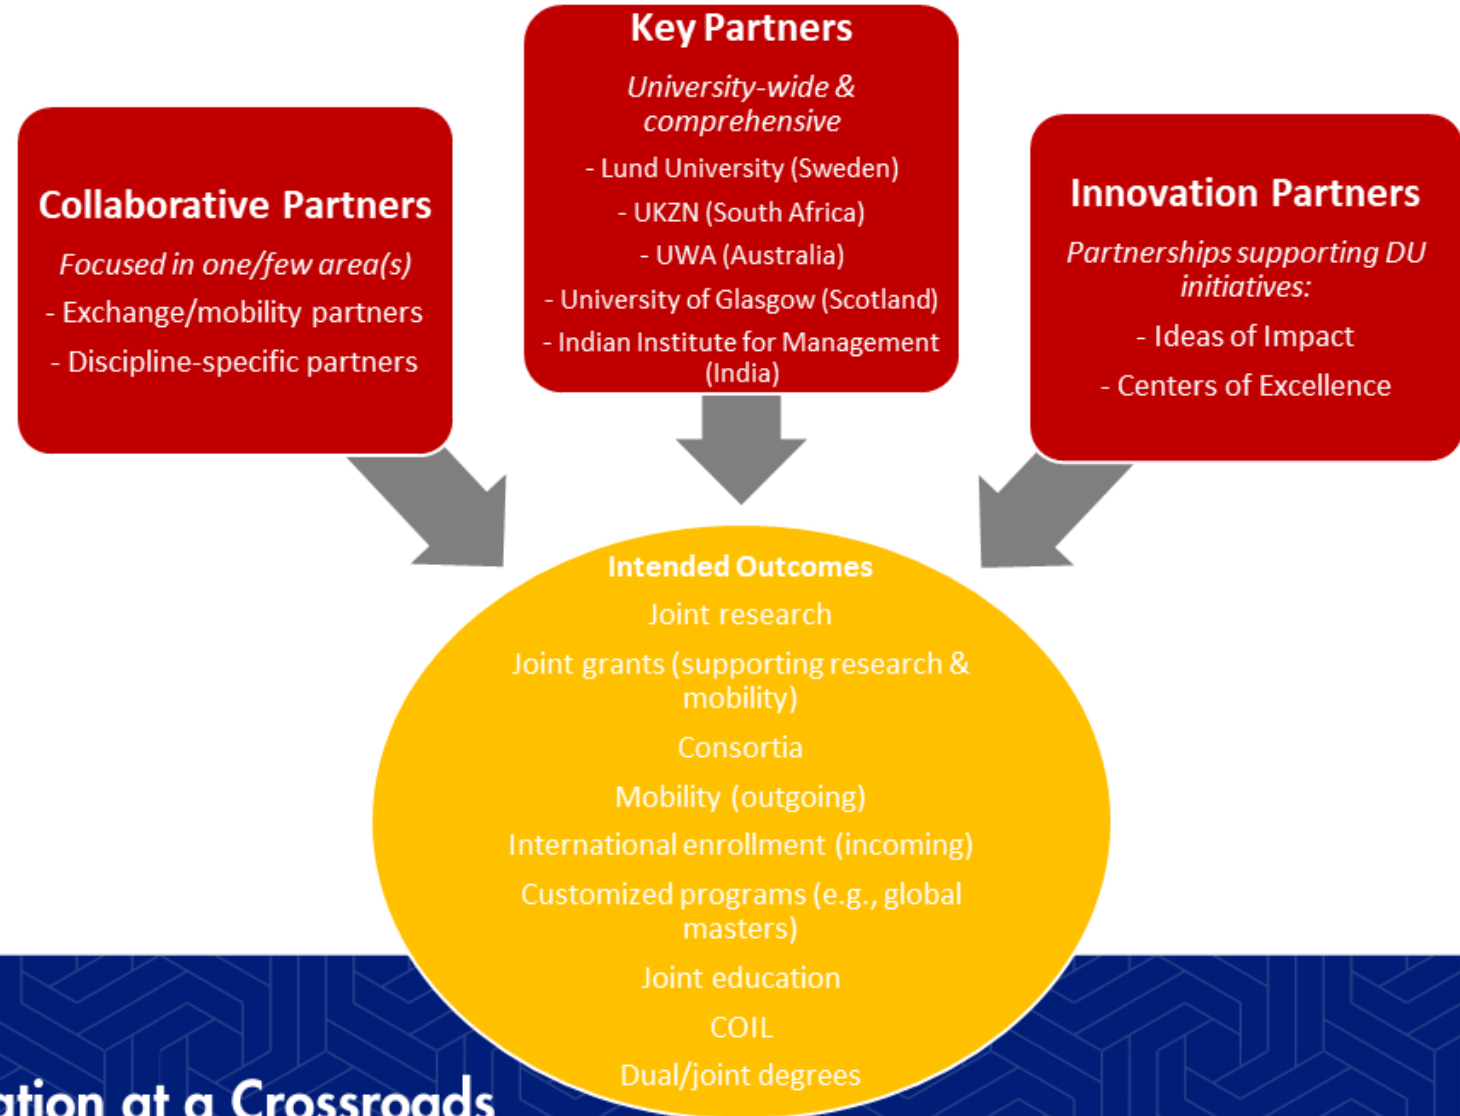 Key Partners
University-wide &
comprehensive
- Lund University (Sweden)
- UKZN (South Africa)
- UWA (Australia)
- University of Glasgow (Scotland)
- Indian Institute for Management
(India)
Collaborative Partners
Focused in one/few area(s)
- Exchange/mobility partners
- Discipline-specific partners
Innovation Partners
Partnerships supporting DU
initiatives:
- Ideas of Impact
- Centers of Excellence
Intended Outcomes
Joint research
Joint grants (supporting research &
mobility)
Consortia
Mobility (outgoing)
International enrollment (incoming)
Customized programs (e.g., global
masters)
Joint education
COIL
Dual/joint degrees
ation at a Crossroads